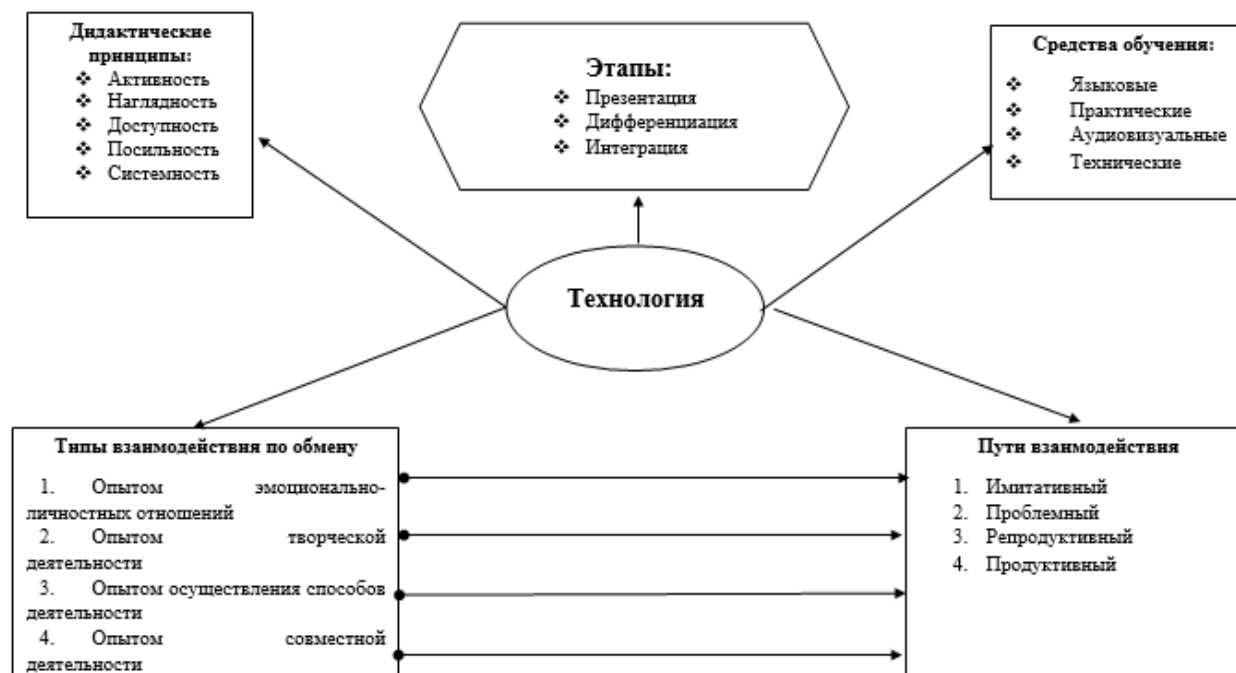 Дидактические
принципы:
❖ Активность
❖ Наглядность
❖ Доступность
❖ Посильность
❖ Системность
Этапы:
❖ Презентация
❖ Дифференциация
❖ Интеграция
Средства обучения:
❖ Языковые
❖ Практические
❖ Аудиовизуальные
❖ Технические
Технология
Типы взаимодействия по обмену
1. Опытом эмоционально-
личностных отношений
2. Опытом творческой
деятельности
3. Опытом осуществления способов
деятельности
4. Опытом совместной
деятельности
Пути взаимодействия
1. Имитативный
2. Проблемный
3. Репродуктивный
4. Продуктивный